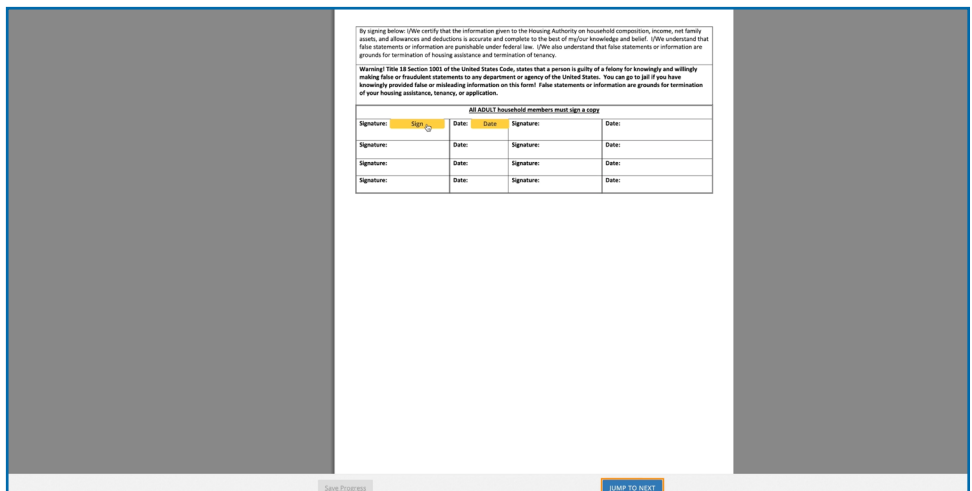 By signing below: I/We certify that the information given to the Housing Authority on household composition, income, net family
assets, and allowances and deductions is accurate and complete to the best of my/our knowledge and belief. I/We understand that
false statements or information are punishable under federal law. I/We also understand that false statements or information are
grounds for termination of housing assistance and termination of tenancy.
Warning! Title 18 Section 1001 of the United States Code, states that a person is guilty of a felony for knowingly and willingly
making false or fraudulent statements to any department or agency of the United States. You can go to jail if you have
knowingly provided false or misleading information on this form! False statements or information are grounds for termination
of your housing assistance, tenancy, or application.
All ADULT household members must sign a copy
Signature: Sign Date: Date Signature: Date:
Signature: Date: Signature: Date:
Signature: Date: Signature: Date:
Signature: Date: Signature: Date:
Save Progress JUMP TO NEXT